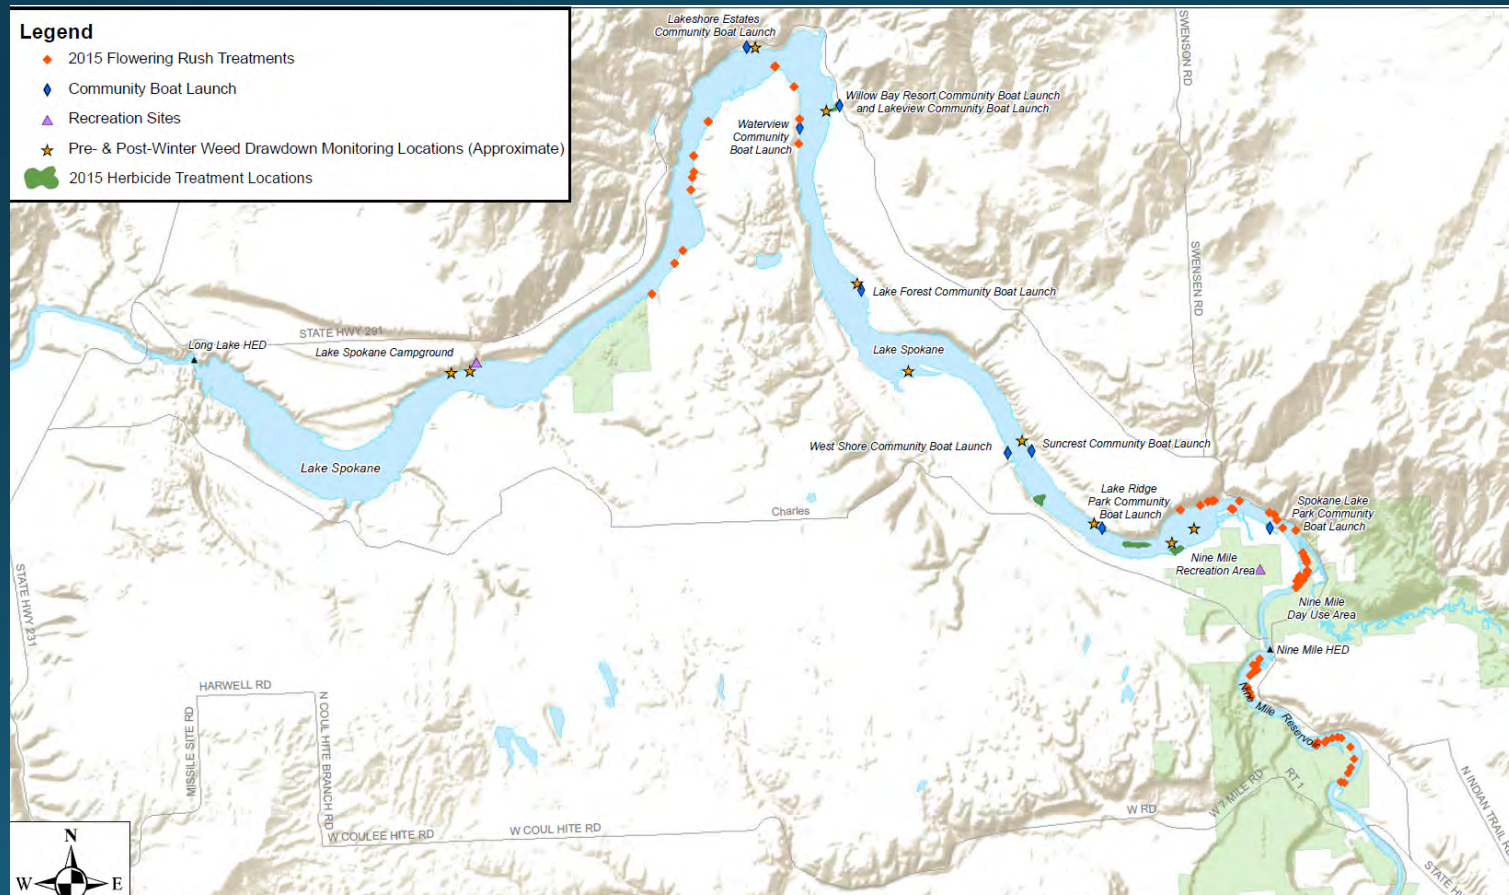 Legend
2015 Flowering Rush Treatments
Community Boat Launch
Recreation Sites
Pre- & Post-Winter Weed Drawdown Monitoring Locations (Approximate)
2015 Herbicide Treatment Locations
Lakeshore Estates
Community Boat Launch
SWENSON RD
Willow Bay Resort Community Boat Launch
and Lakeview Community Boat Launch
Waterview
Community
Boat Launch
SWENSEN RD
Lake Forest Community Boat Launch
STATE HWY 291
Long Lake HED
Lake Spokane Campground
Lake Spokane
West Shore Community Boat Launch
Suncrest Community Boat Launch
Lake Spokane
Lake Ridge
Park Community
Boat Launch
Spokane Lake
Park Community
Boat Launch
Charles
Nine Mile
Recreation Area
STATE HWY 231
Nine Mile
Day Use Area
Nine Mile HED
HARWELL RD
MISSILE SITE RD
N COUL HITE BRANCH RD
Nine Mile Reservoir
W COULEE HITE RD
W COUL HITE RD
W RD
W 7 MILE RD
RT 1
N INDIAN TRAIL RD
STATE H
N
W
E